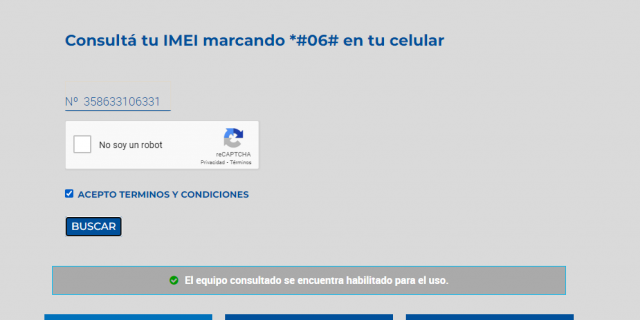 Consultá tu IMEI marcando *#06# en tu celular
Nº 358633106331
No soy un robot
reCAPTCHA
Privacidad - Términos
ACEPTO TERMINOS Y CONDICIONES
BUSCAR
El equipo consultado se encuentra habilitado para el uso.